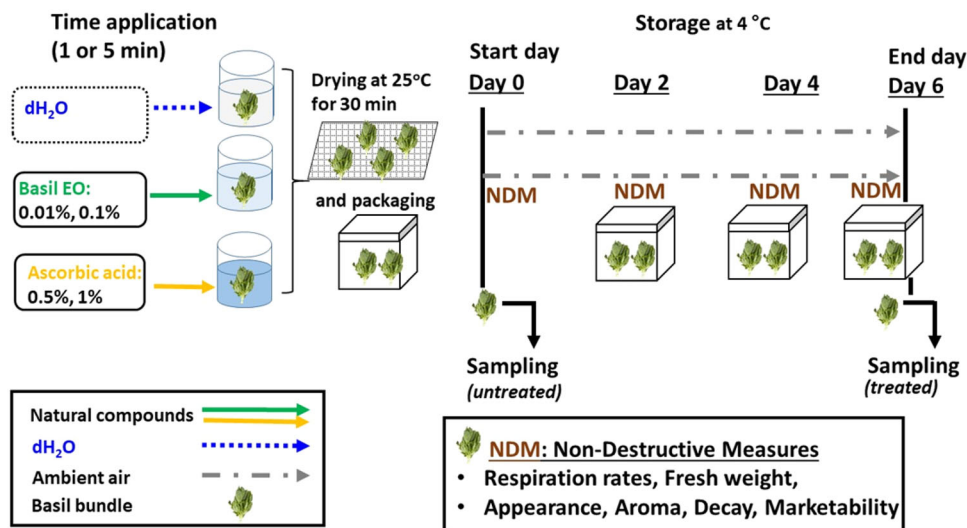 Time application
(1 or 5 min)
dH₂O
Basil EO:
0.01%, 0.1%
Ascorbic acid:
0.5%, 1%
Drying at 25°C
for 30 min
and packaging
Storage at 4 °C
Start day
Day 0
Day 2
Day 4
End day
Day 6
NDM
NDM
NDM
NDM
Sampling
(untreated)
Sampling
(treated)
Natural compounds
dH₂O
Ambient air
Basil bundle
NDM: Non-Destructive Measures
• Respiration rates, Fresh weight,
• Appearance, Aroma, Decay, Marketability